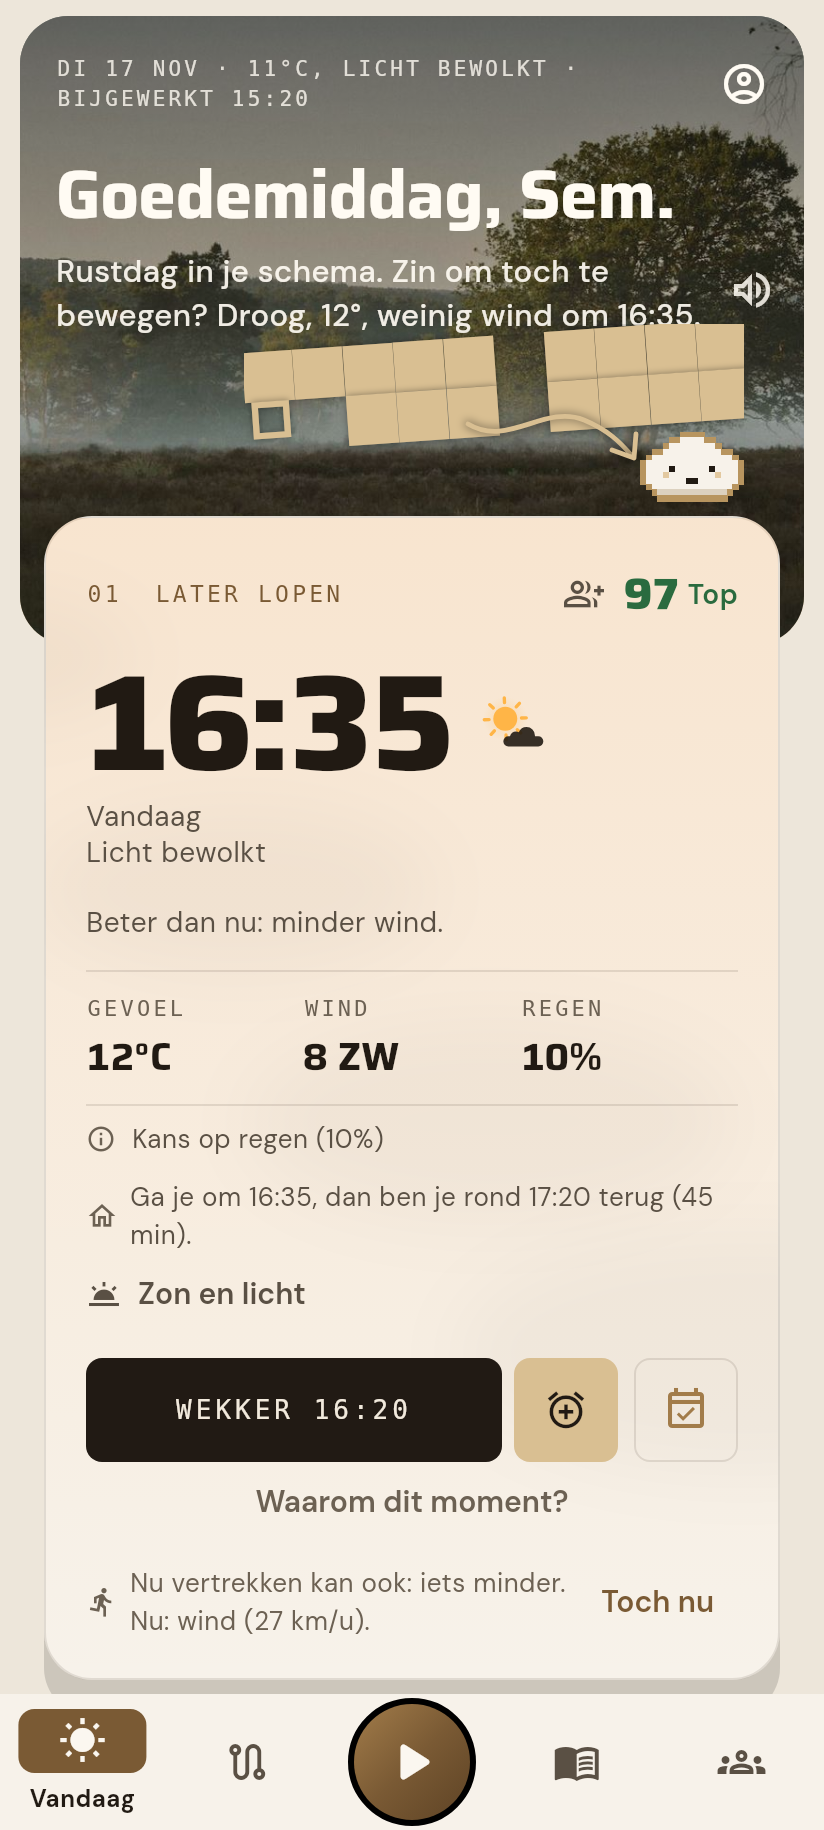 DI 17 NOV · 11°C, LICHT BEWOLKT ·
BIJGEWERKT 15:20
Goedemiddag, Sem.
Rustdag in je schema. Zin om toch te
bewegen? Droog, 12°, weinig wind om 16:35.
01 LATER LOPEN
97 Top
16:35
Vandaag
Licht bewolkt
Beter dan nu: minder wind.
GEVOEL WIND REGEN
12°C 8 ZW 10%
Kans op regen (10%)
Ga je om 16:35, dan ben je rond 17:20 terug (45
min).
Zon en licht
WEKKER 16:20
Waarom dit moment?
Nu vertrekken kan ook: iets minder.
Nu: wind (27 km/u).
Toch nu
Vandaag